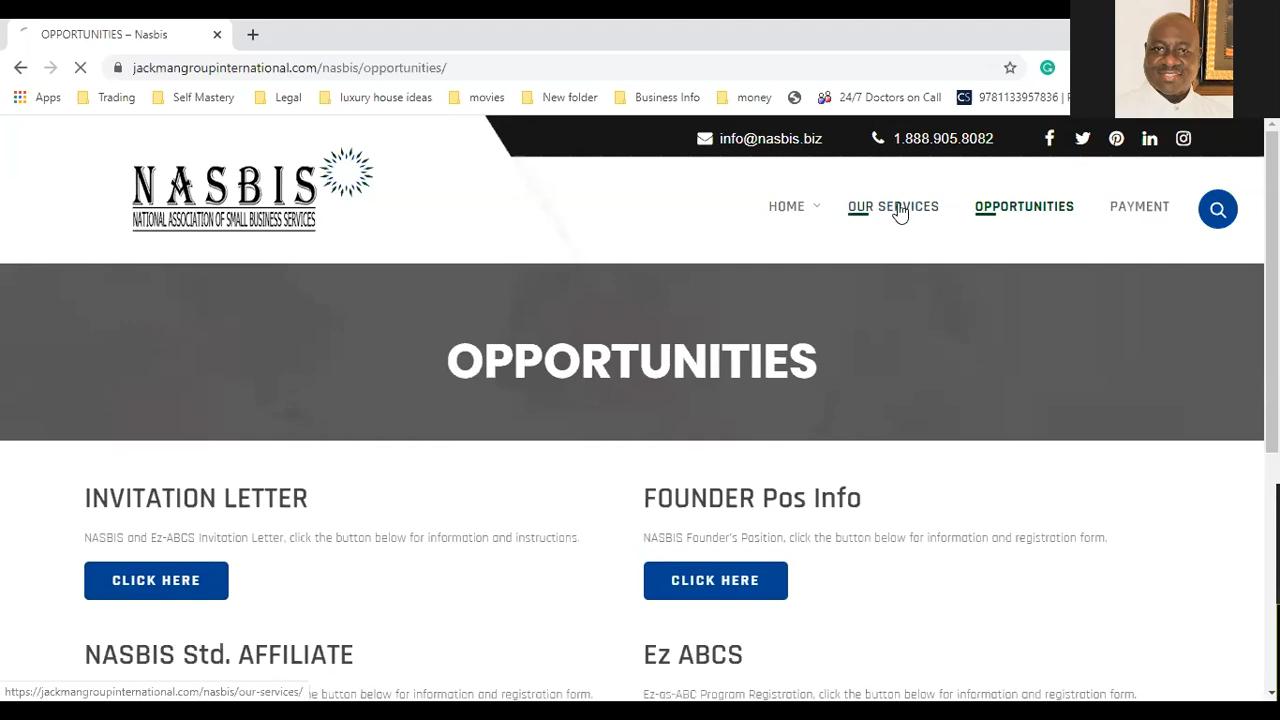 OPPORTUNITIES – Nasbis
jackmangroupinternational.com/nasbis/opportunities/
Apps Trading Self Mastery Legal luxury house ideas movies New folder Business Info money 24/7 Doctors on Call CS 9781133957836 |
info@nasbis.biz 1.888.905.8082
NASBIS
NATIONAL ASSOCIATION OF SMALL BUSINESS SERVICES
HOME OUR SERVICES OPPORTUNITIES PAYMENT
OPPORTUNITIES
INVITATION LETTER
NASBIS and Ez-ABCS Invitation Letter, click the button below for information and instructions.
CLICK HERE
FOUNDER Pos Info
NASBIS Founder's Position, click the button below for information and registration form.
CLICK HERE
NASBIS Std. AFFILIATE
he button below for information and registration form.
Ez ABCS
Ez-as-ABC Program Registration, click the button below for information and registration form.
https://jackmangroupinternational.com/nasbis/our-services/